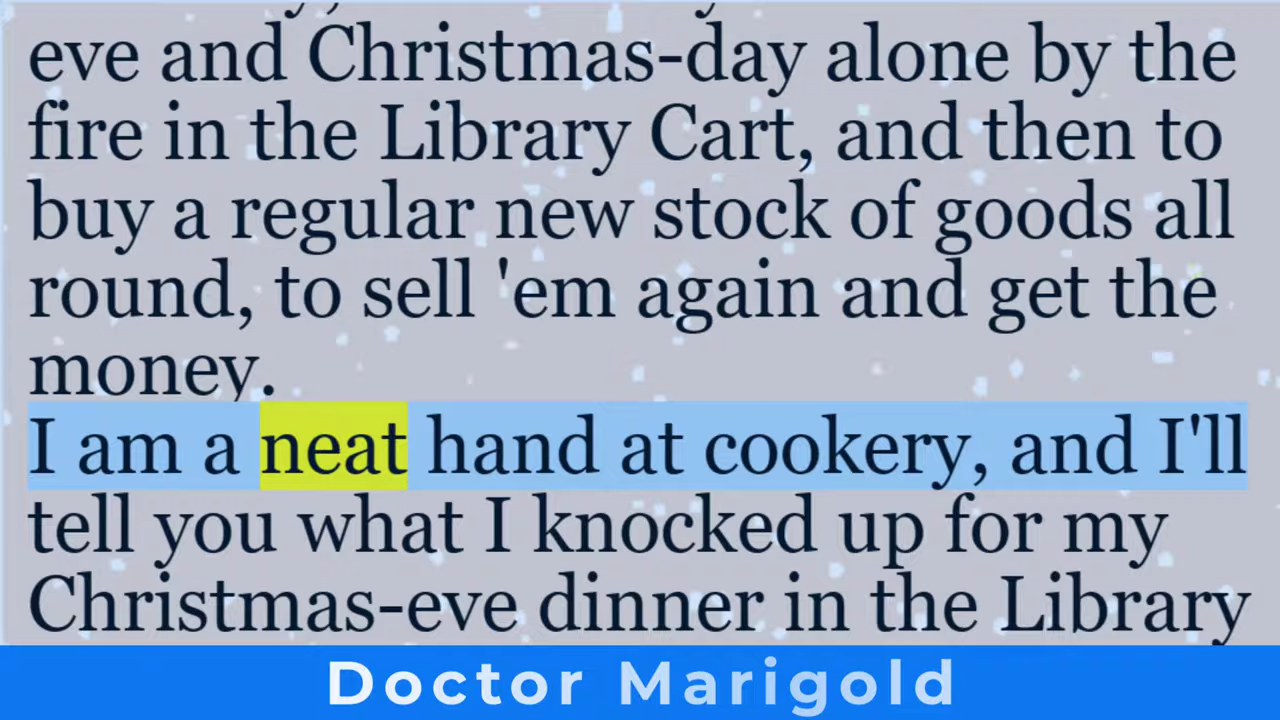 eve and Christmas-day alone by the
fire in the Library Cart, and then to
buy a regular new stock of goods all
round, to sell 'em again and get the
money.
I am a neat hand at cookery, and I'll
tell you what I knocked up for my
Christmas-eve dinner in the Library
Doctor Marigold